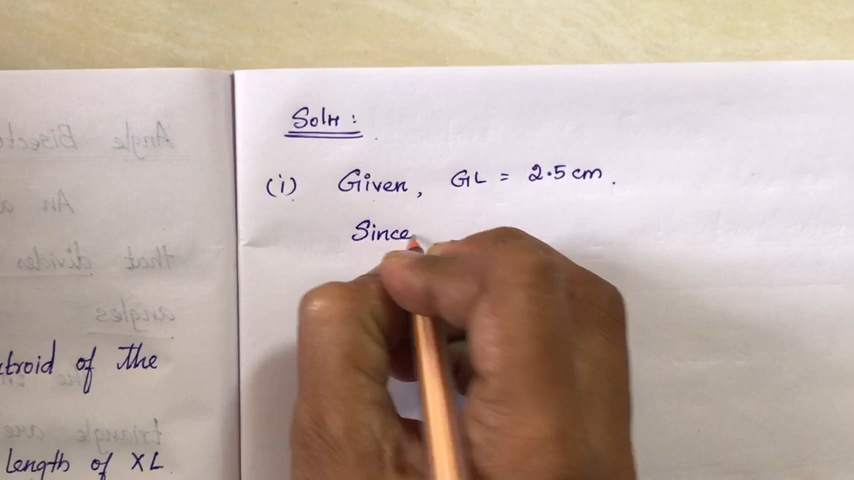 Soln:
(i) Given, GL = 2.5 cm.
Since
troid of the
length of XL
Angle Bisecto
An a
that divides
angles
triangle are